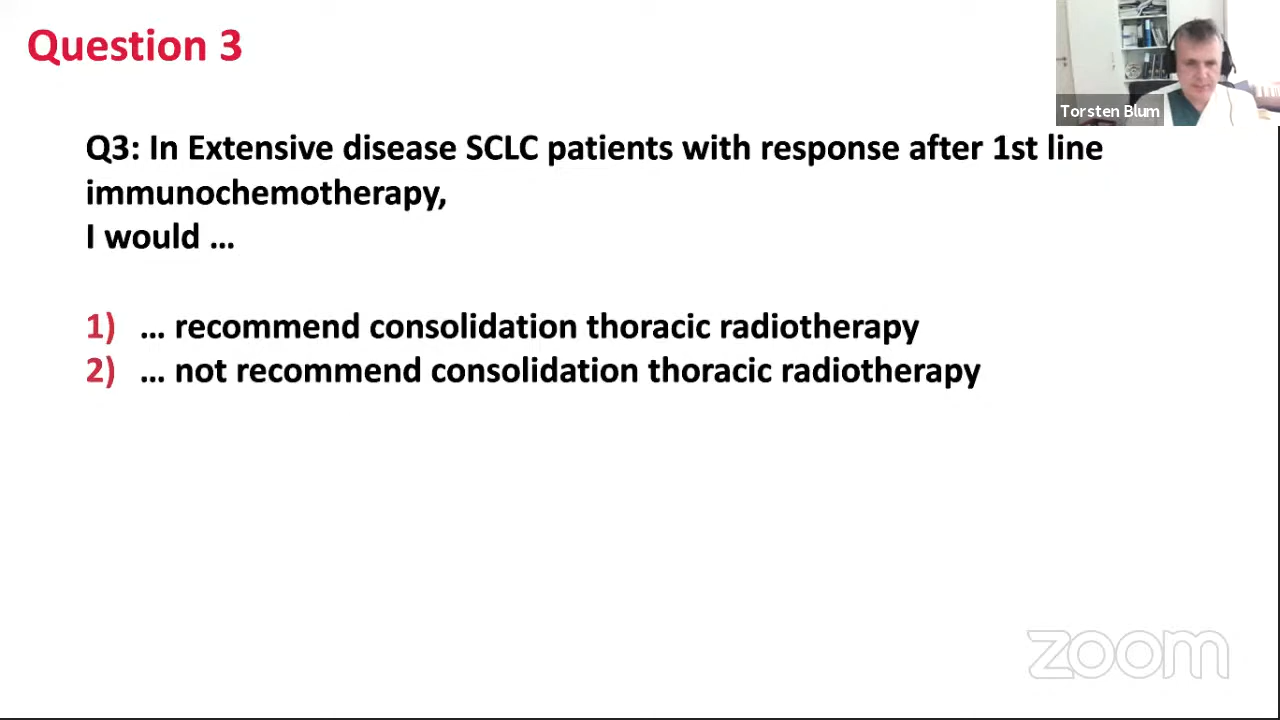 Question 3
Torsten Blum
Q3: In Extensive disease SCLC patients with response after 1st line
immunochemotherapy,
I would ...
1) ... recommend consolidation thoracic radiotherapy
2) ... not recommend consolidation thoracic radiotherapy
zoom